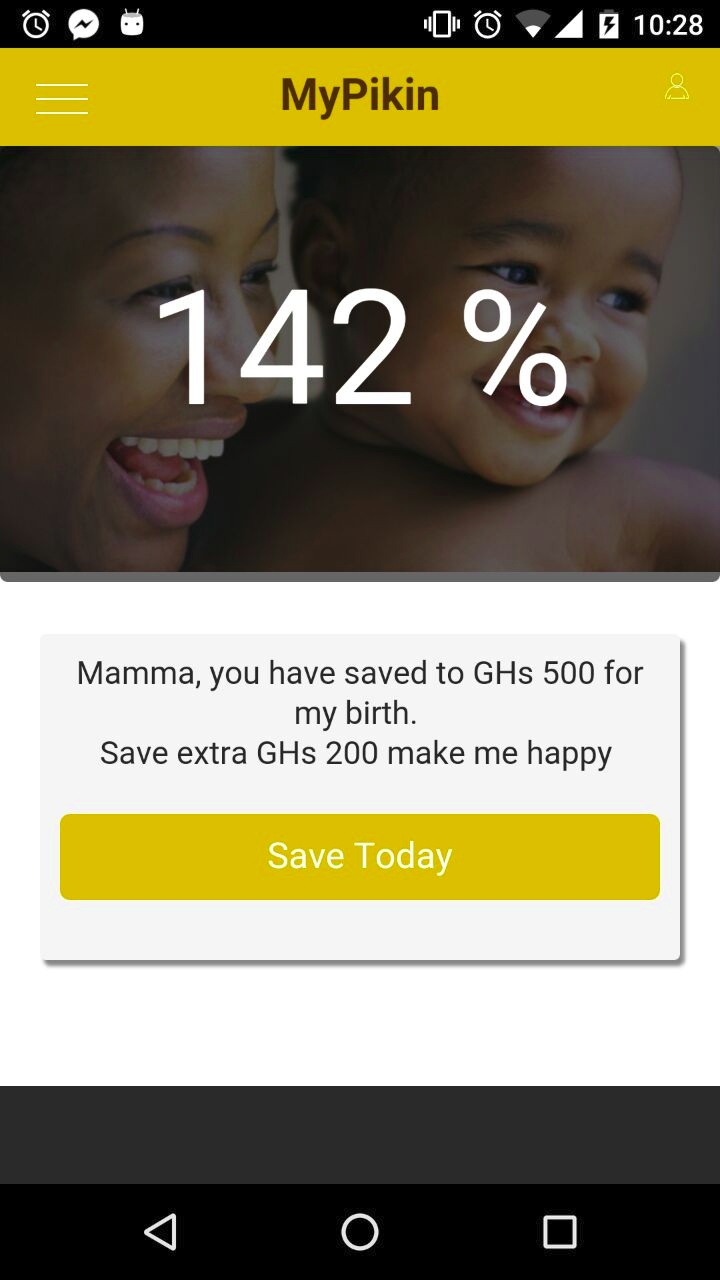 10:28
MyPikin
142 %
Mamma, you have saved to GHs 500 for
my birth.
Save extra GHs 200 make me happy
Save Today